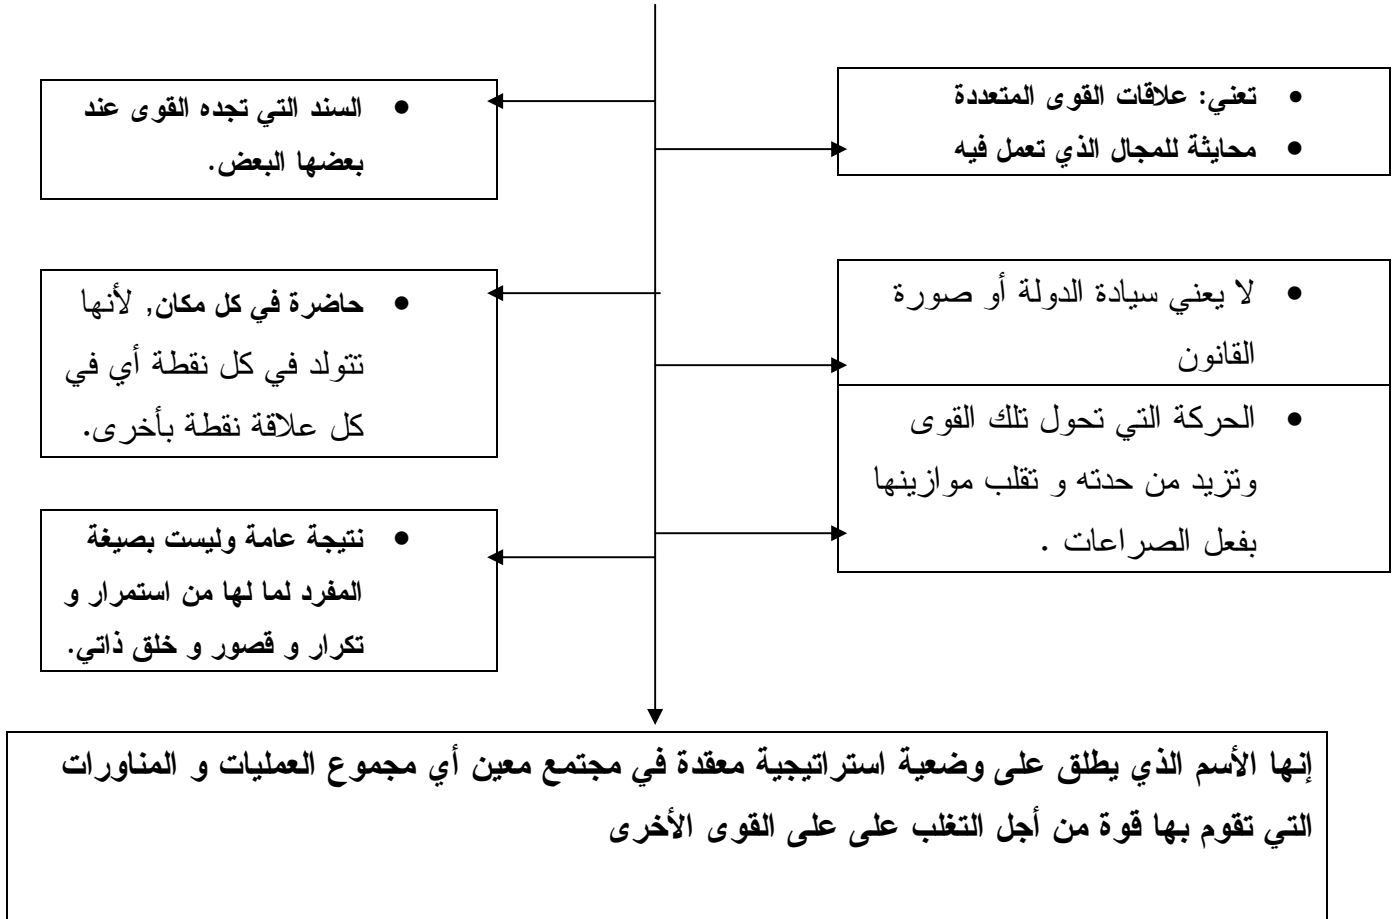 • تعني: علاقات القوى المتعددة
• محايثة للمجال الذي تعمل فيه
• السند التي تجده القوى عند
بعضها البعض.
• لا يعني سيادة الدولة أو صورة
القانون
• حاضرة في كل مكان, لأنها
تتولد في كل نقطة أي في
كل علاقة نقطة بأخرى.
• الحركة التي تحول تلك القوى
وتزيد من حدته و تقلب موازينها
بفعل الصراعات .
• نتيجة عامة وليست بصيغة
المفرد لما لها من استمرار و
تكرار و قصور و خلق ذاتي.
إنها الأسم الذي يطلق على وضعية استراتيجية معقدة في مجتمع معين أي مجموع العمليات و المناورات
التي تقوم بها قوة من أجل التغلب على على القوى الأخرى